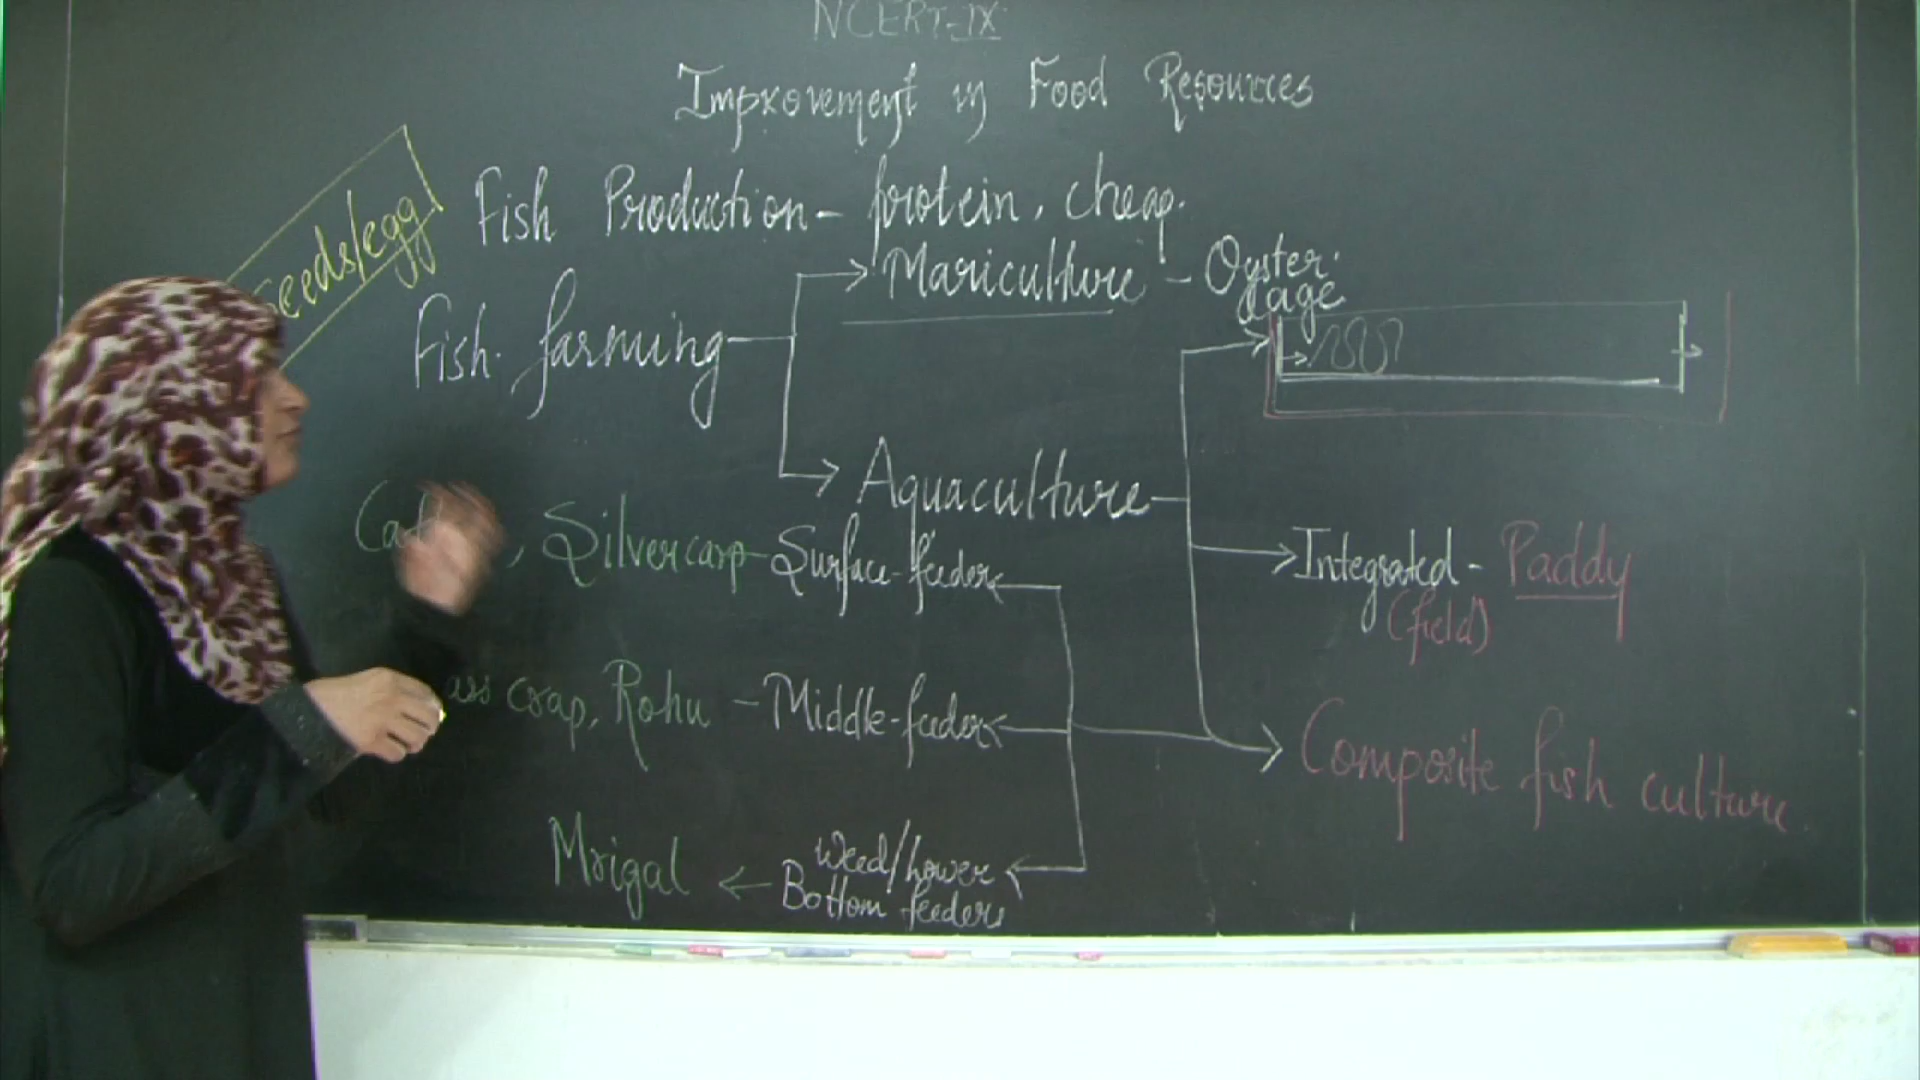 NCERT-IX
Improvement in Food Resources
Seeds/egg
Fish Production - protein, cheap.
Fish farming
Mariculture - Oyster.
Cage
Aquaculture
Silvercarp - Surface-feeder
Integrated - Paddy
(field)
crap, Rohu - Middle-feeder
Composite fish culture.
Mrigal
Weed/Lower
Bottom feeders